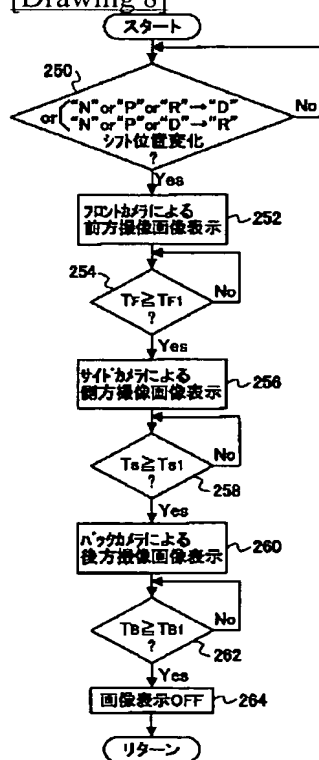 [Drawing 8]
スタート
250
“N”or“P”or“R”→“D”
or
“N”or“P”or“D”→“R”
シフト位置変化
?
No
Yes
フロントカメラによる
前方撮像画像表示
252
254
TF≧TF1
?
No
Yes
サイドカメラによる
側方撮像画像表示
256
TS≧TS1
?
No
258
Yes
バックカメラによる
後方撮像画像表示
260
TB≧TB1
?
No
262
Yes
画像表示OFF
264
リターン